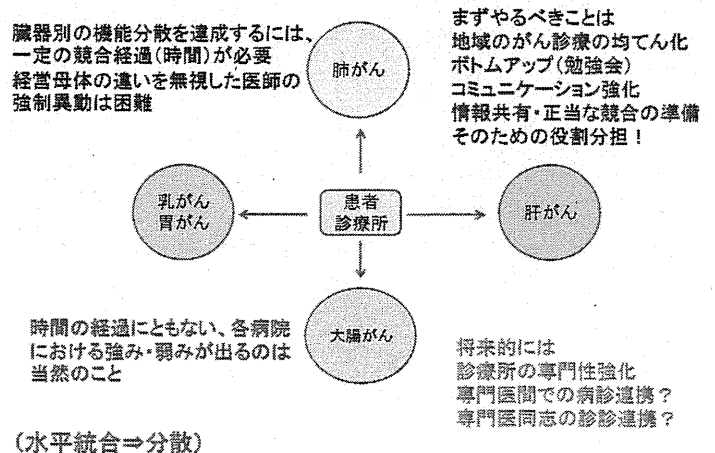 臓器別の機能分散を達成するには、
一定の競合経過(時間)が必要
経営母体の違いを無視した医師の
強制異動は困難
まずやるべきことは
地域のがん診療の均てん化
ボトムアップ(勉強会)
コミュニケーション強化
情報共有・正当な競合の準備
そのための役割分担!
肺がん
乳がん
胃がん
患者
診療所
肝がん
大腸がん
時間の経過にともない、各病院
における強み・弱みが出るのは
当然のこと
将来的には
診療所の専門性強化
専門医間での病診連携?
専門医同志の診診連携?
(水平統合⇒分散)